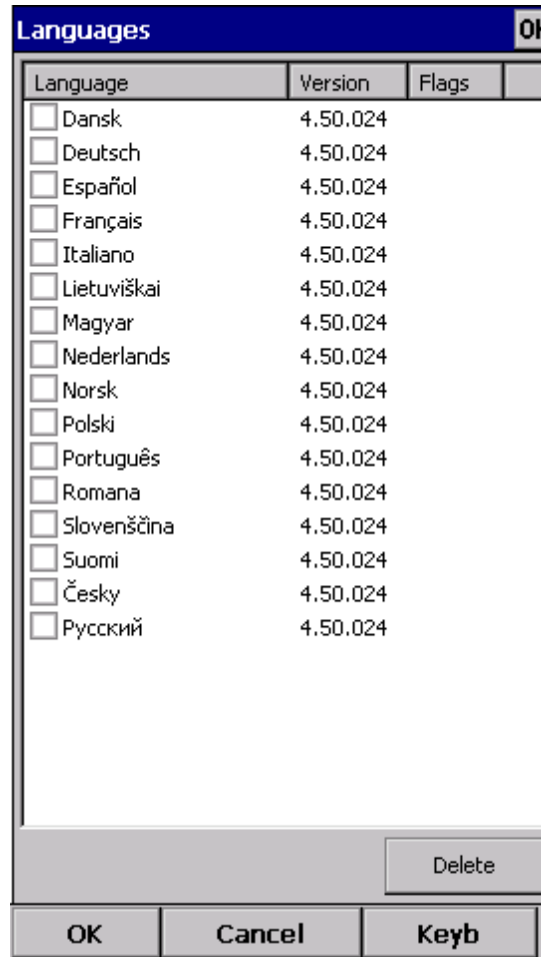 Languages
Language Version Flags
Dansk 4.50.024
Deutsch 4.50.024
Español 4.50.024
Français 4.50.024
Italiano 4.50.024
Lietuviškai 4.50.024
Magyar 4.50.024
Nederlands 4.50.024
Norsk 4.50.024
Polski 4.50.024
Português 4.50.024
Romana 4.50.024
Slovenščina 4.50.024
Suomi 4.50.024
Česky 4.50.024
Русский 4.50.024
Delete
OK Cancel Keyb